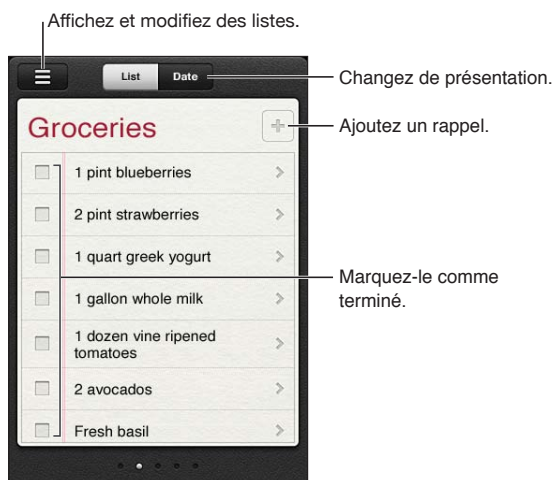 Affichez et modifiez des listes.
List Date
Changez de présentation.
Groceries
Ajoutez un rappel.
1 pint blueberries
2 pint strawberries
1 quart greek yogurt
Marquez-le comme
terminé.
1 gallon whole milk
1 dozen vine ripened
tomatoes
2 avocados
Fresh basil